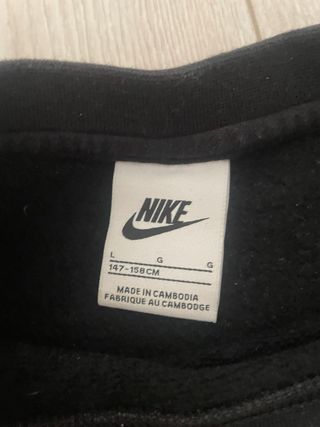 NIKE
L G G
147-158CM
MADE IN CAMBODIA
FABRIQUE AU CAMBODGE